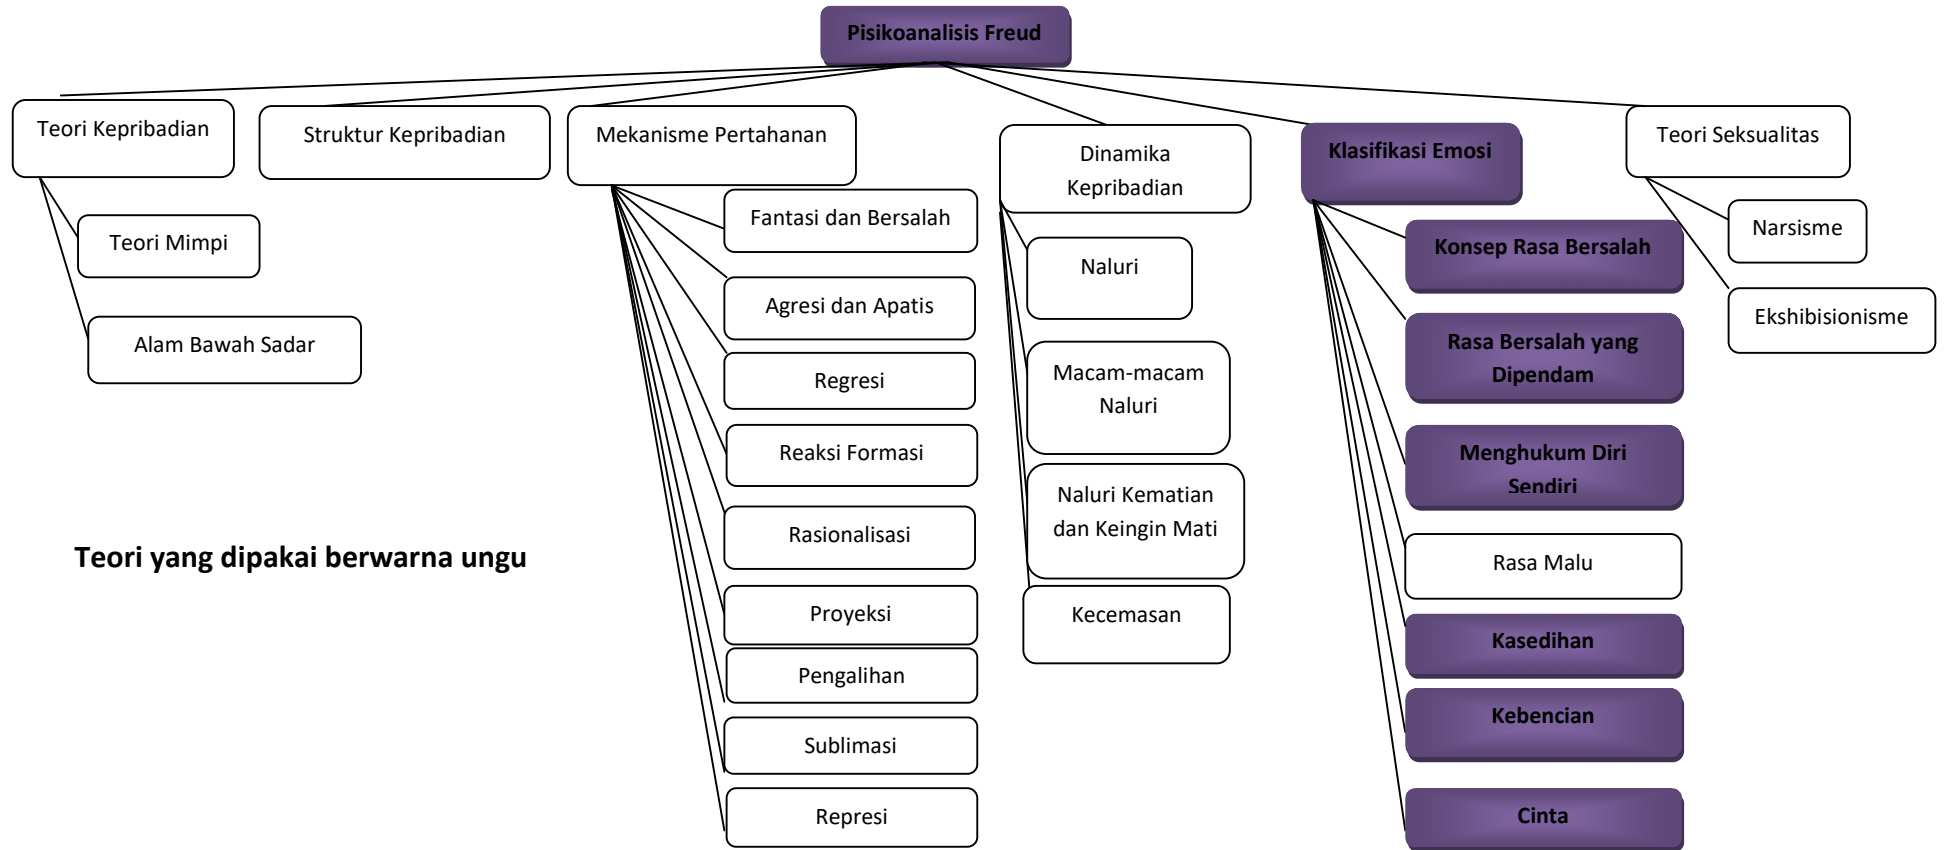 Pisikoanalisis Freud
Teori Kepribadian
Teori Mimpi
Alam Bawah Sadar
Struktur Kepribadian
Mekanisme Pertahanan
Fantasi dan Bersalah
Agresi dan Apatis
Regresi
Reaksi Formasi
Rasionalisasi
Proyeksi
Pengalihan
Sublimasi
Represi
Dinamika
Kepribadian
Naluri
Macam-macam
Naluri
Naluri Kematian
dan Keingin Mati
Kecemasan
Klasifikasi Emosi
Konsep Rasa Bersalah
Rasa Bersalah yang
Dipendam
Menghukum Diri
Sendiri
Rasa Malu
Kasedihan
Kebencian
Cinta
Teori Seksualitas
Narsisme
Ekshibisionisme
Teori yang dipakai berwarna ungu